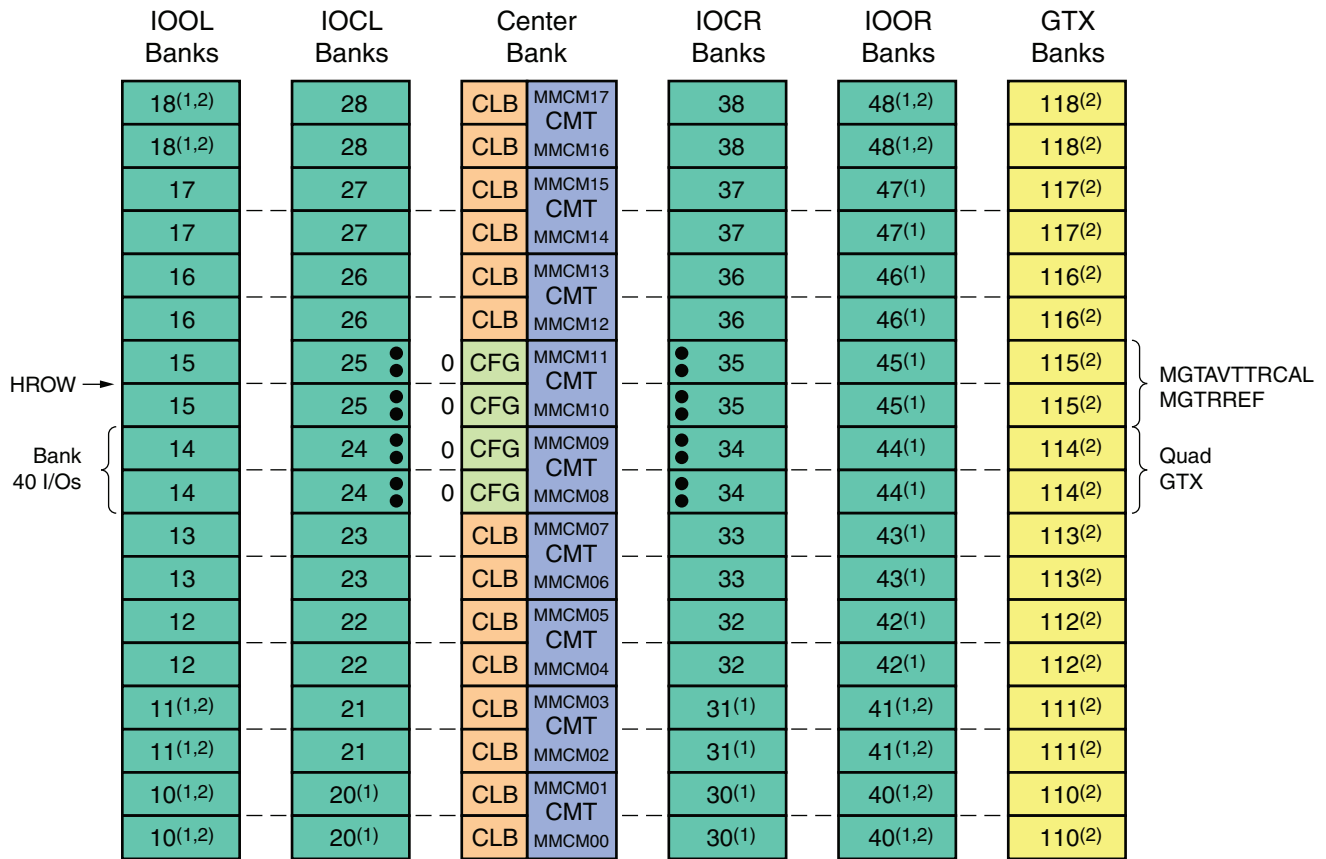 IOOL Banks IOCL Banks Center Bank IOCR Banks IOOR Banks GTX Banks
18(1,2) 28 CLB MMCM17 38 48(1,2) 118(2)
CMT
18(1,2) 28 CLB MMCM16 38 48(1,2) 118(2)
17 27 CLB MMCM15 37 47(1) 117(2)
CMT
17 27 CLB MMCM14 37 47(1) 117(2)
16 26 CLB MMCM13 36 46(1) 116(2)
CMT
16 26 CLB MMCM12 36 46(1) 116(2)
15 25 0 CFG MMCM11 35 45(1) 115(2)
HROW CMT MGTAVTTRCAL
MGTRREF
15 25 0 CFG MMCM10 35 45(1) 115(2)
14 24 0 CFG MMCM09 34 44(1) 114(2)
Bank CMT Quad
40 I/Os GTX
14 24 0 CFG MMCM08 34 44(1) 114(2)
13 23 CLB MMCM07 33 43(1) 113(2)
CMT
13 23 CLB MMCM06 33 43(1) 113(2)
12 22 CLB MMCM05 32 42(1) 112(2)
CMT
12 22 CLB MMCM04 32 42(1) 112(2)
11(1,2) 21 CLB MMCM03 31(1) 41(1,2) 111(2)
CMT
11(1,2) 21 CLB MMCM02 31(1) 41(1,2) 111(2)
10(1,2) 20(1) CLB MMCM01 30(1) 40(1,2) 110(2)
CMT
10(1,2) 20(1) CLB MMCM00 30(1) 40(1,2) 110(2)